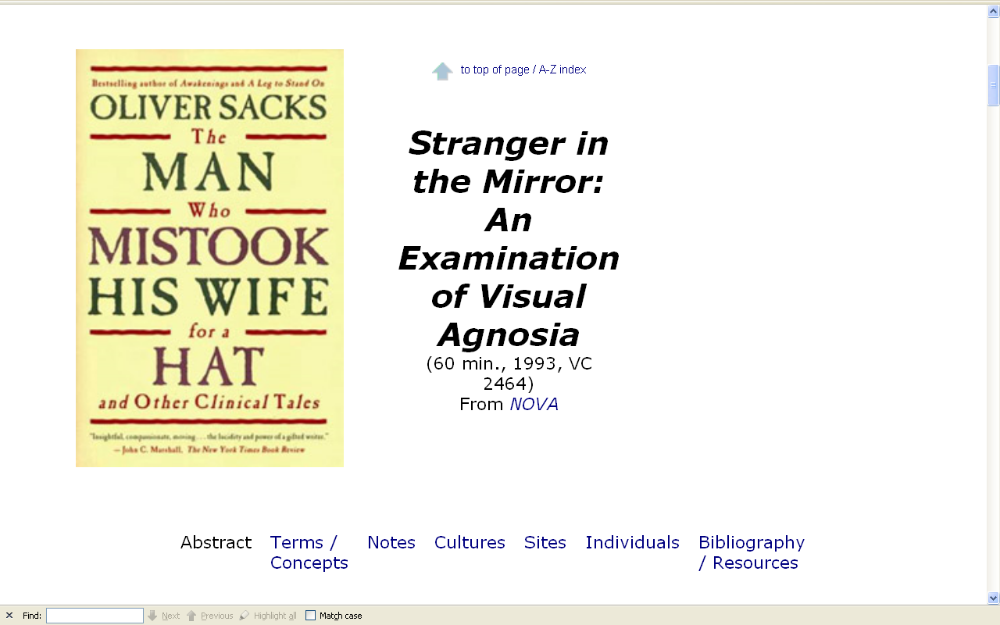 Bestselling author of Awakenings and A Leg to Stand On
OLIVER SACKS
The
MAN
Who
MISTOOK
HIS WIFE
for a
HAT
and Other Clinical Tales
"Insightful, compassionate, moving . . . the lucidity and power of a gifted writer."
— John C. Marshall, The New York Times Book Review
to top of page / A-Z index
Stranger in
the Mirror:
An
Examination
of Visual
Agnosia
(60 min., 1993, VC
2464)
From NOVA
Abstract
Terms /
Concepts
Notes
Cultures
Sites
Individuals
Bibliography
/ Resources
Find:
Next
Previous
Highlight all
Match case